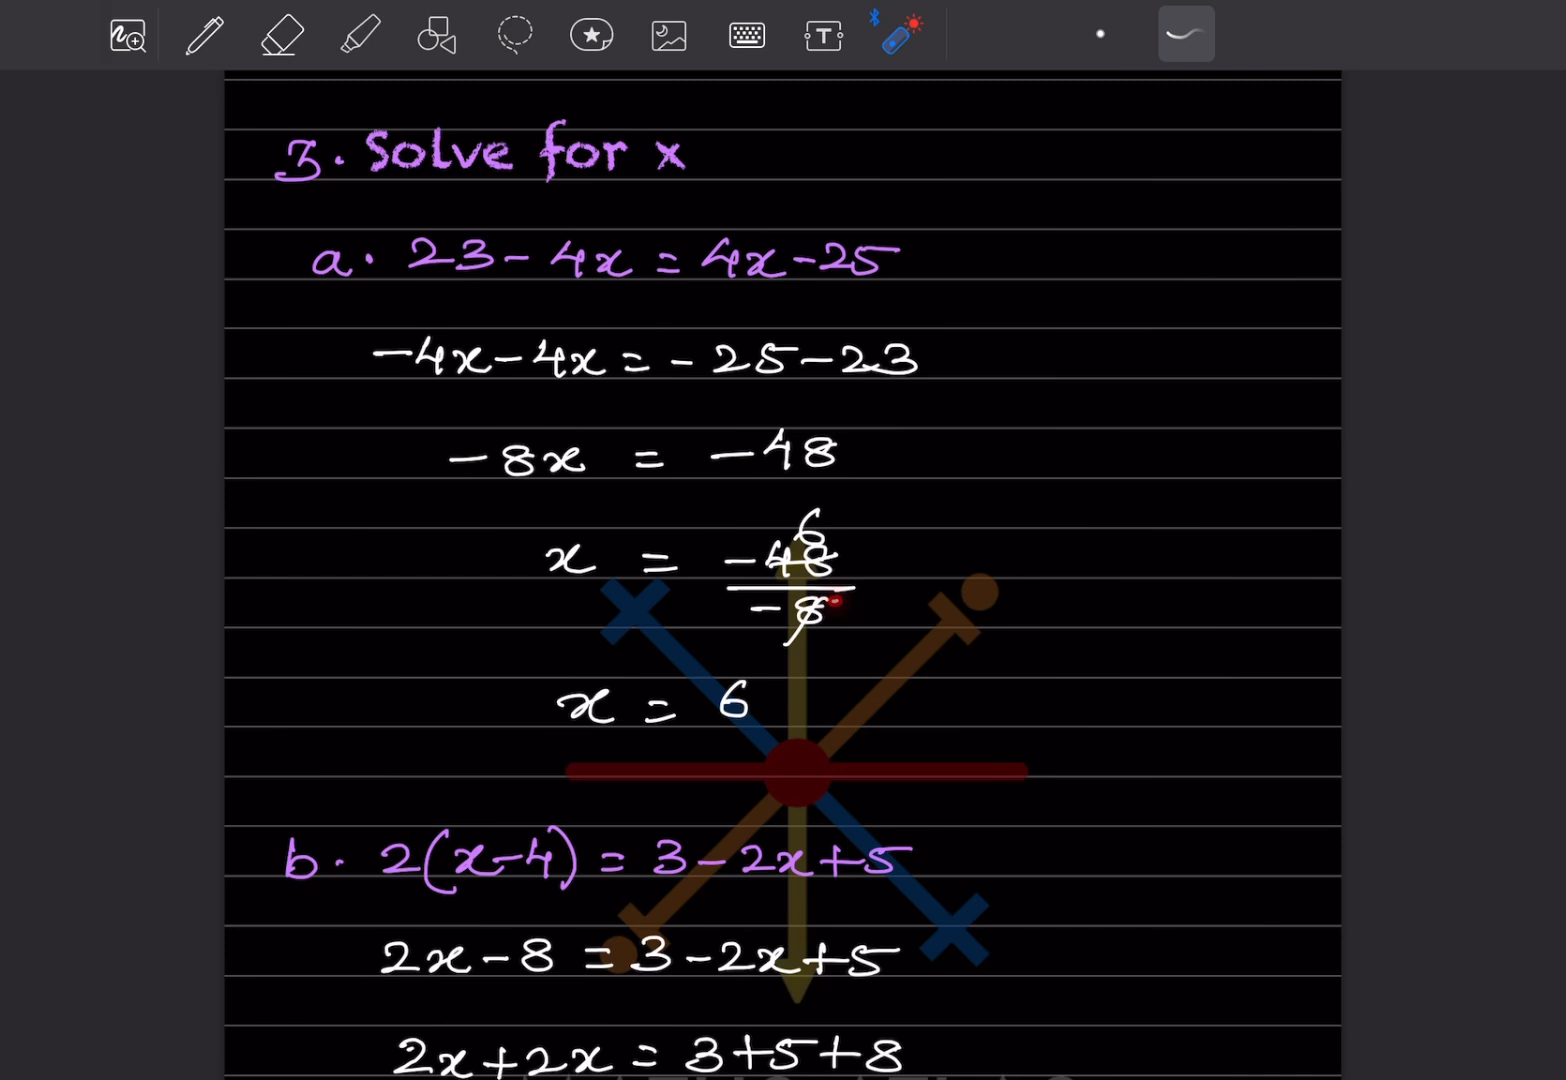 3. Solve for x
a. 23 - 4x = 4x - 25
-4x - 4x = - 25 - 23
-8x = -48
6
x = -48
-8
x = 6
b. 2(x-4) = 3 - 2x + 5
2x - 8 = 3 - 2x + 5
2x + 2x = 3 + 5 + 8